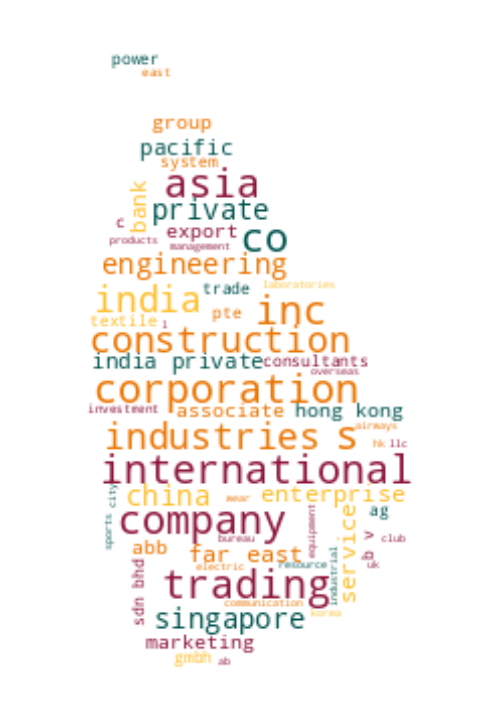 power
east
group
pacific
system
asia
bank
private
c
export
co
products
management
engineering
laboratories
trade
india
inc
pte
textile
l
construction
india private
consultants
overseas
corporation
investment
associate
hong kong
airways
industries
s
hk
llc
international
city
china
wear
enterprise
sports
company
equipment
service
ag
b v
club
bureau
abb
far east
electric
resource
industrial
uk
sdn bhd
trading
communication
korea
singapore
marketing
gmbh
ab